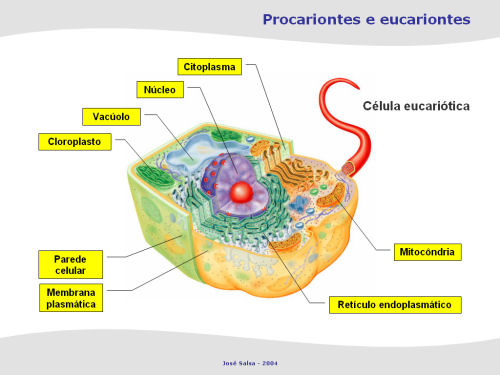 Procariontes e eucariontes
Citoplasma
Núcleo
Célula eucariótica
Vacúolo
Cloroplasto
Mitocôndria
Parede
celular
Membrana
plasmática
Retículo endoplasmático
José Salsa - 2004